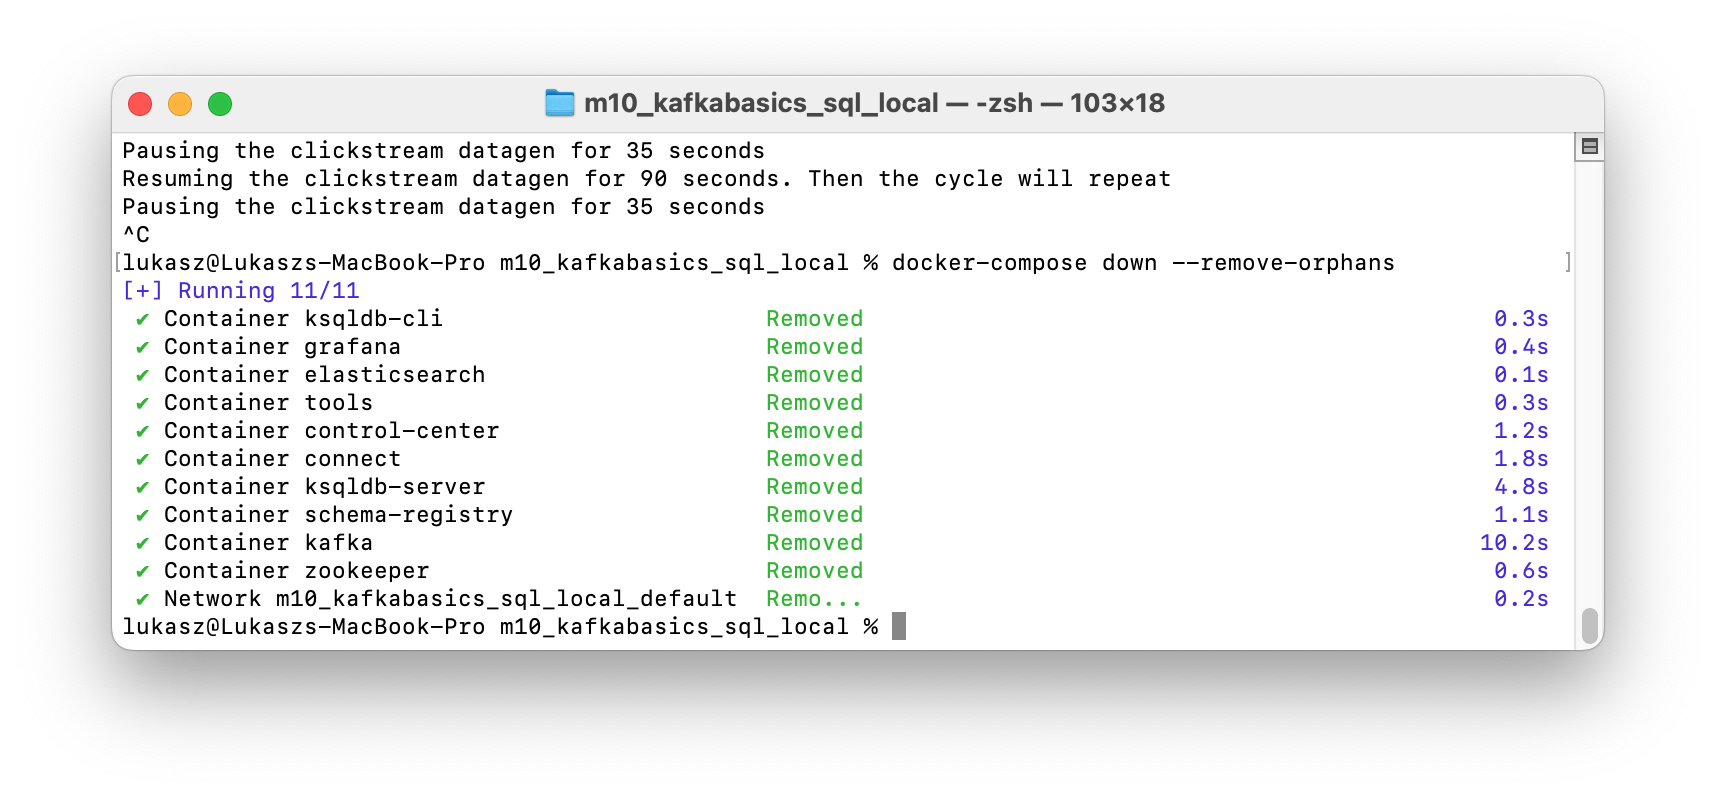 m10_kafkabasics_sql_local — -zsh — 103×18
Pausing the clickstream datagen for 35 seconds
Resuming the clickstream datagen for 90 seconds. Then the cycle will repeat
Pausing the clickstream datagen for 35 seconds
^C
[lukasz@Lukaszs-MacBook-Pro m10_kafkabasics_sql_local % docker-compose down --remove-orphans ]
[+] Running 11/11
✔ Container ksqldb-cli Removed 0.3s
✔ Container grafana Removed 0.4s
✔ Container elasticsearch Removed 0.1s
✔ Container tools Removed 0.3s
✔ Container control-center Removed 1.2s
✔ Container connect Removed 1.8s
✔ Container ksqldb-server Removed 4.8s
✔ Container schema-registry Removed 1.1s
✔ Container kafka Removed 10.2s
✔ Container zookeeper Removed 0.6s
✔ Network m10_kafkabasics_sql_local_default Remo... 0.2s
lukasz@Lukaszs-MacBook-Pro m10_kafkabasics_sql_local %